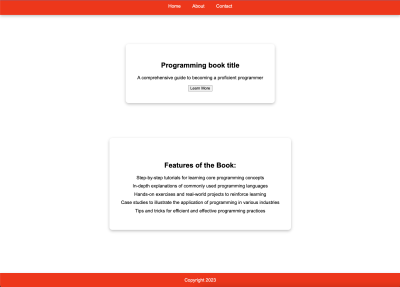 Home About Contact
Programming book title
A comprehensive guide to becoming a proficient programmer
Learn More
Features of the Book:
Step-by-step tutorials for learning core programming concepts
In-depth explanations of commonly used programming languages
Hands-on exercises and real-world projects to reinforce learning
Case studies to illustrate the application of programming in various industries
Tips and tricks for efficient and effective programming practices
Copyright 2023